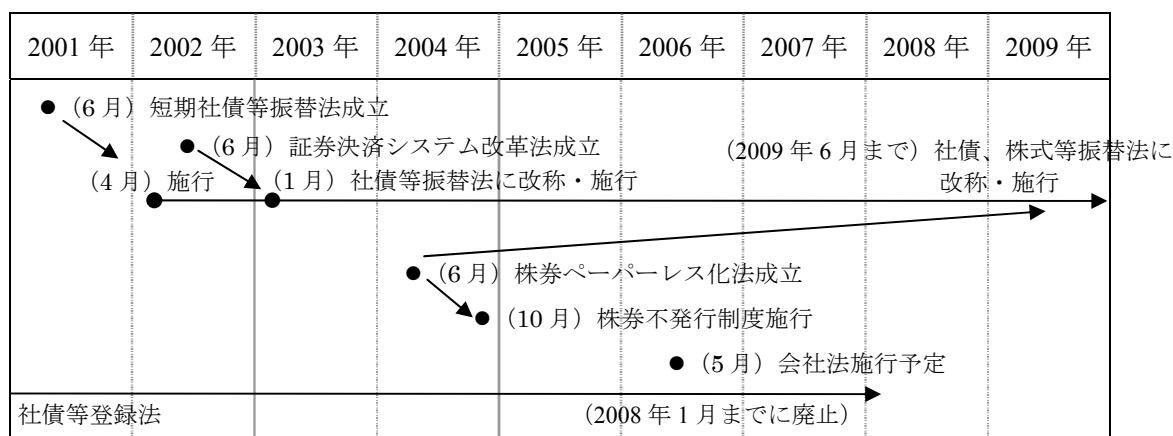 2001 年 2002 年 2003 年 2004 年 2005 年 2006 年 2007 年 2008 年 2009 年
(6 月) 短期社債等振替法成立
(6 月) 証券決済システム改革法成立
(2009 年 6 月まで) 社債、株式等振替法に
改称・施行
(4 月) 施行
(1 月) 社債等振替法に改称・施行
(6 月) 株券ペーパーレス化法成立
(10 月) 株券不発行制度施行
(5 月) 会社法施行予定
社債等登録法
(2008 年 1 月までに廃止)